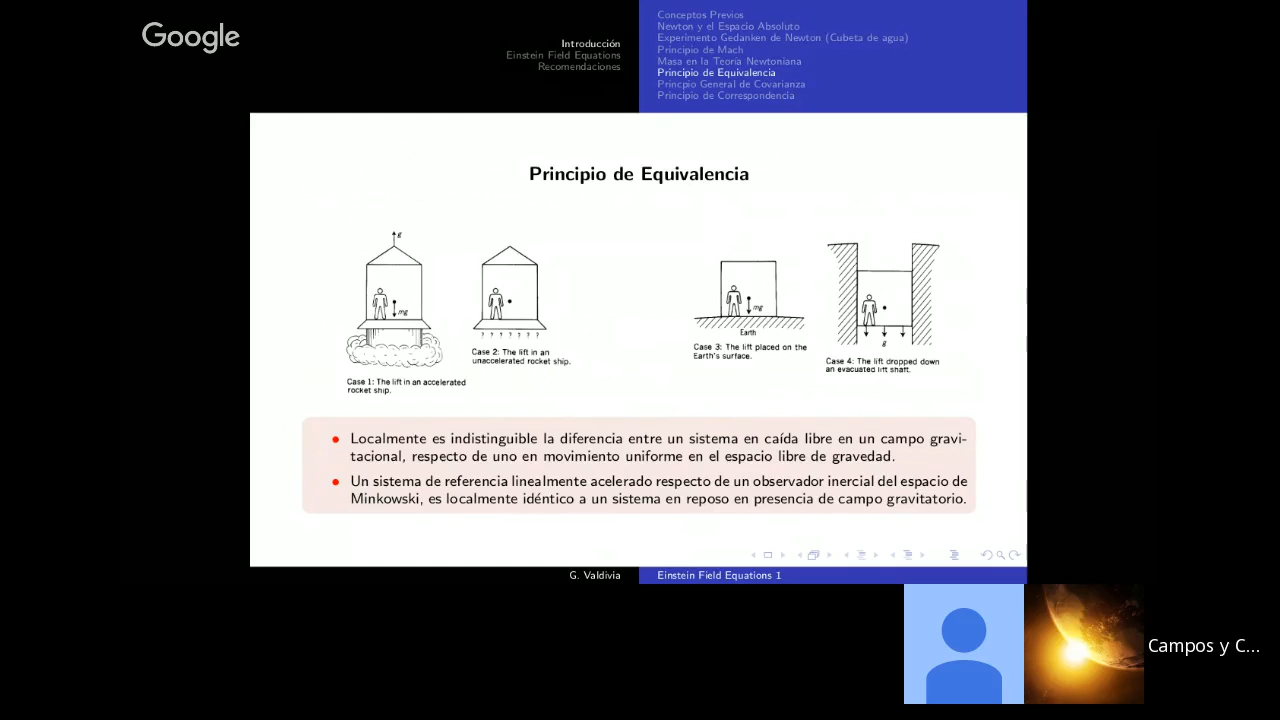 Google
Introducción
Einstein Field Equations
Recomendaciones
Conceptos Previos
Newton y el Espacio Absoluto
Experimento Gedanken de Newton (Cubeta de agua)
Principio de Mach
Masa en la Teoría Newtoniana
Principio de Equivalencia
Princpio General de Covarianza
Principio de Correspondencia
Principio de Equivalencia
g
mg
? ? ? ? ? ? ?
Case 1: The lift in an accelerated
rocket ship.
Case 2: The lift in an
unaccelerated rocket ship.
mg
Earth
Case 3: The lift placed on the
Earth's surface.
g
Case 4: The lift dropped down
an evacuated lift shaft.
• Localmente es indistinguible la diferencia entre un sistema en caída libre en un campo gravi-
tacional, respecto de uno en movimiento uniforme en el espacio libre de gravedad.
• Un sistema de referencia linealmente acelerado respecto de un observador inercial del espacio de
Minkowski, es localmente idéntico a un sistema en reposo en presencia de campo gravitatorio.
G. Valdivia
Einstein Field Equations 1
Campos y C...